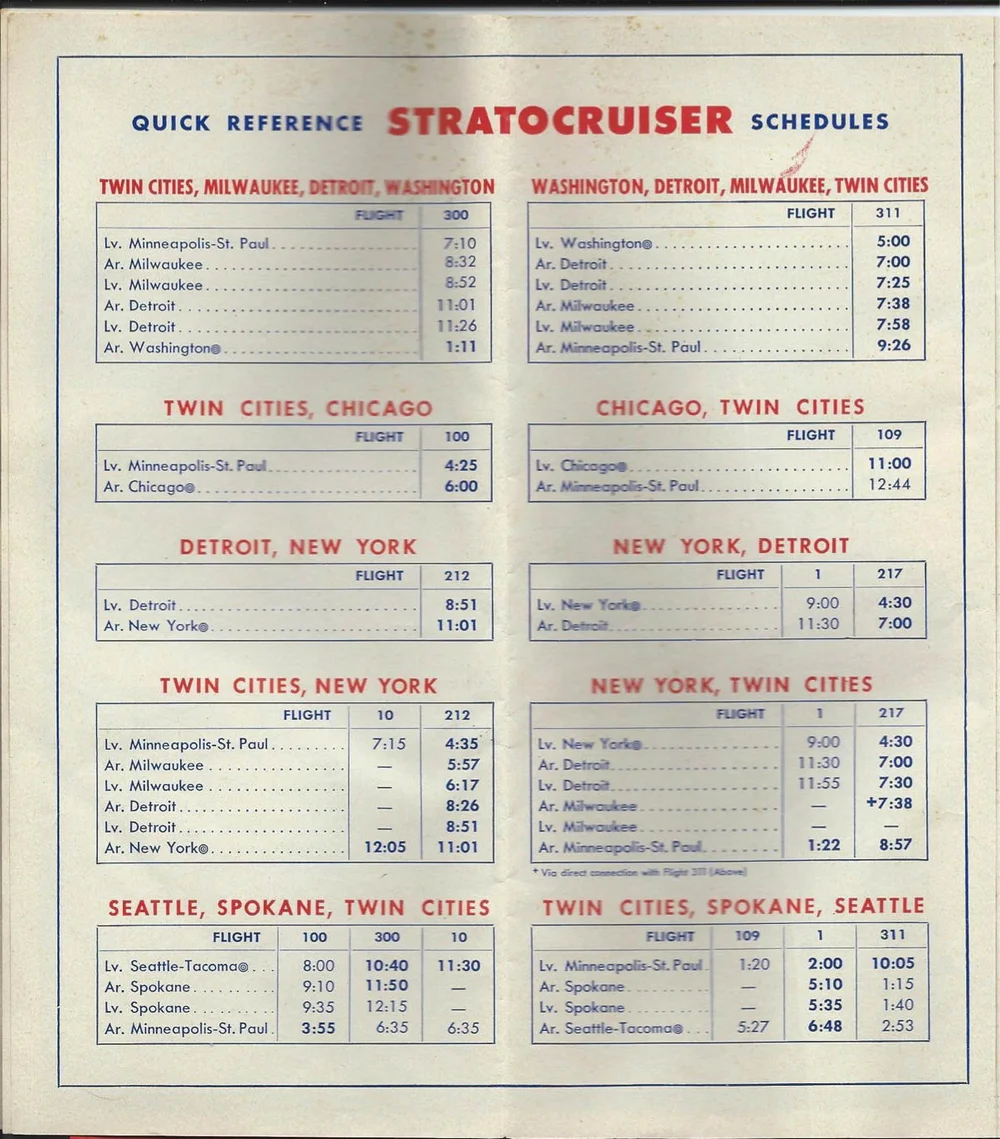 QUICK REFERENCE STRATOCRUISER SCHEDULES
TWIN CITIES, MILWAUKEE, DETROIT, WASHINGTON
FLIGHT 300
Lv. Minneapolis-St. Paul 7:10
Ar. Milwaukee 8:32
Lv. Milwaukee 8:52
Ar. Detroit 11:01
Lv. Detroit 11:26
Ar. Washington@ 1:11
TWIN CITIES, CHICAGO
FLIGHT 100
Lv. Minneapolis-St. Paul 4:25
Ar. Chicago@ 6:00
DETROIT, NEW YORK
FLIGHT 212
Lv. Detroit 8:51
Ar. New York@ 11:01
TWIN CITIES, NEW YORK
FLIGHT 10 212
Lv. Minneapolis-St. Paul 7:15 4:35
Ar. Milwaukee — 5:57
Lv. Milwaukee — 6:17
Ar. Detroit — 8:26
Lv. Detroit — 8:51
Ar. New York@ 12:05 11:01
SEATTLE, SPOKANE, TWIN CITIES
FLIGHT 100 300 10
Lv. Seattle-Tacoma@ 8:00 10:40 11:30
Ar. Spokane 9:10 11:50 —
Lv. Spokane 9:35 12:15 —
Ar. Minneapolis-St. Paul 3:55 6:35 6:35
WASHINGTON, DETROIT, MILWAUKEE, TWIN CITIES
FLIGHT 311
Lv. Washington@ 5:00
Ar. Detroit 7:00
Lv. Detroit 7:25
Ar. Milwaukee 7:38
Lv. Milwaukee 7:58
Ar. Minneapolis-St. Paul 9:26
CHICAGO, TWIN CITIES
FLIGHT 109
Lv. Chicago@ 11:00
Ar. Minneapolis-St. Paul 12:44
NEW YORK, DETROIT
FLIGHT 1 217
Lv. New York@ 9:00 4:30
Ar. Detroit 11:30 7:00
NEW YORK, TWIN CITIES
FLIGHT 1 217
Lv. New York@ 9:00 4:30
Ar. Detroit 11:30 7:00
Lv. Detroit 11:55 7:30
Ar. Milwaukee — +7:38
Lv. Milwaukee — —
Ar. Minneapolis-St. Paul 1:22 8:57
+ Via direct connection with Flight 311 (Above)
TWIN CITIES, SPOKANE, SEATTLE
FLIGHT 109 1 311
Lv. Minneapolis-St. Paul 1:20 2:00 10:05
Ar. Spokane — 5:10 1:15
Lv. Spokane — 5:35 1:40
Ar. Seattle-Tacoma@ 5:27 6:48 2:53